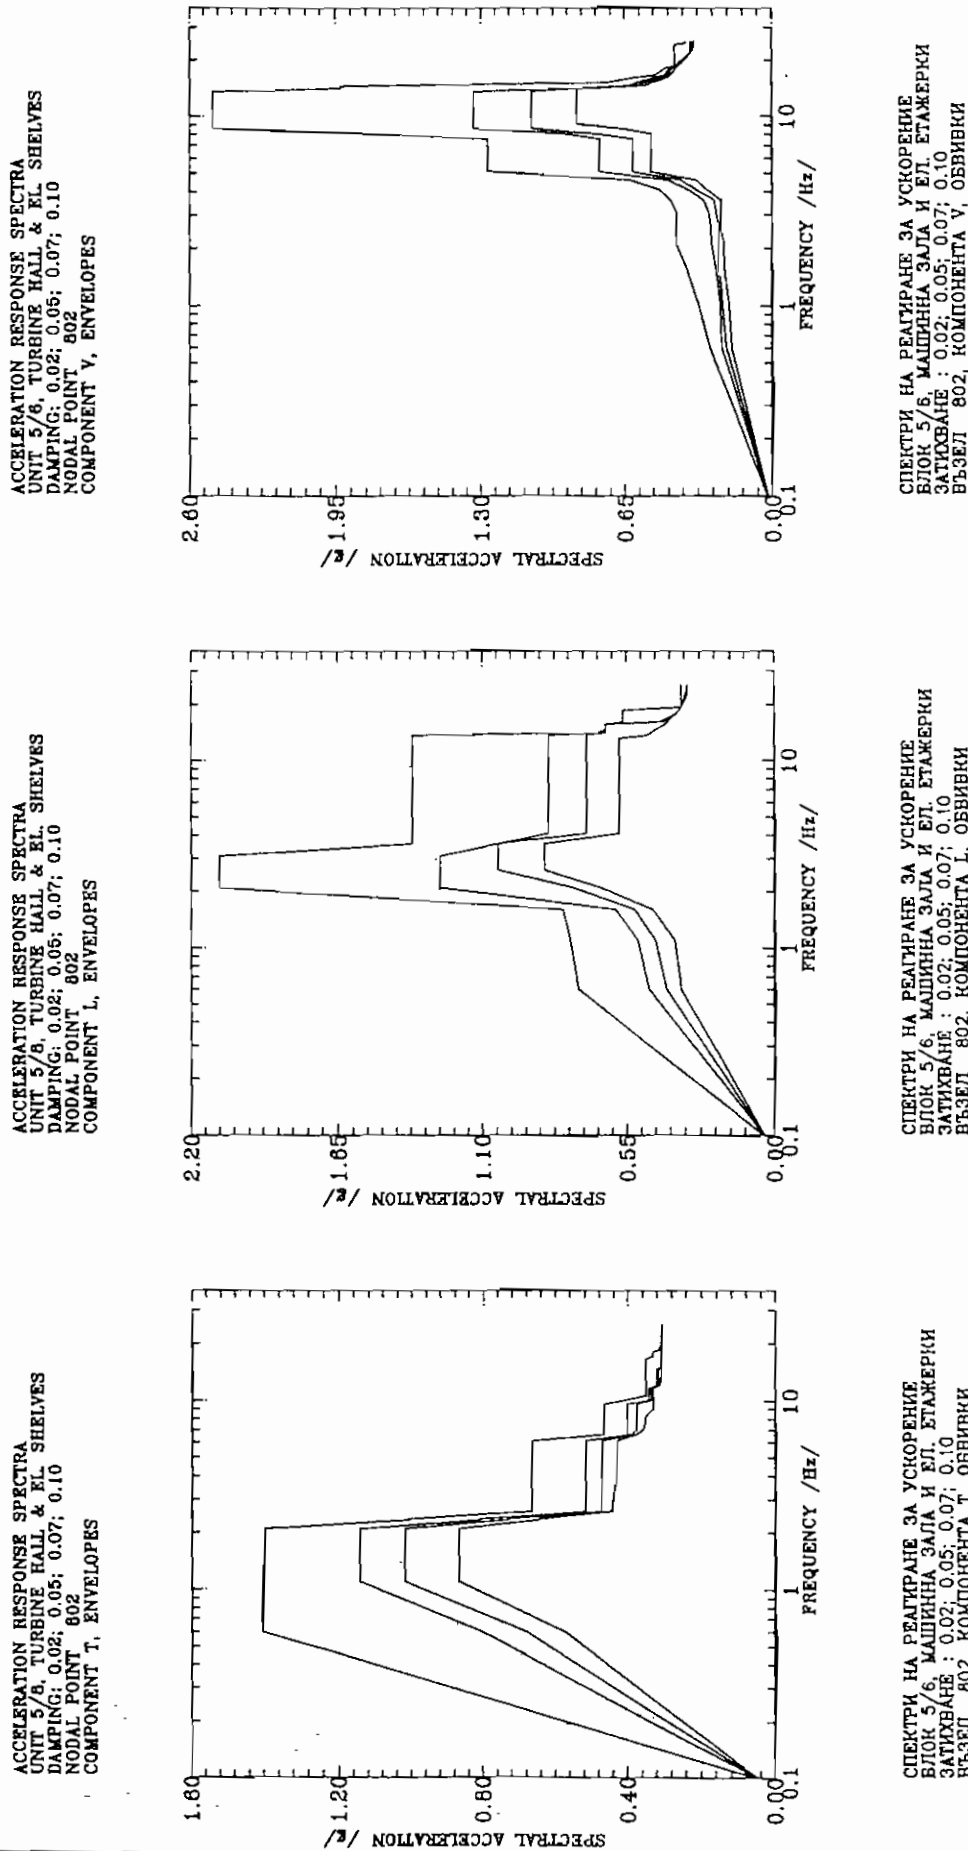 ACCELERATION RESPONSE SPECTRA
UNIT 5/6, TURBINE HALL & EL. SHELVES
DAMPING: 0.02; 0.05; 0.07; 0.10
NODAL POINT 802
COMPONENT T, ENVELOPES
SPECTRAL ACCELERATION /g/
1.60
1.20
0.80
0.40
0.00
0.1
1
10
FREQUENCY /Hz/
СПЕКТРИ НА РЕАГИРАНЕ ЗА УСКОРЕНИЕ
БЛОК 5/6, МАШИННА ЗАЛА И ЕЛ. ЕТАЖЕРКИ
ЗАТИХВАНЕ : 0.02; 0.05; 0.07; 0.10
ВЪЗЕЛ 802, КОМПОНЕНТА Т, ОБВИВКИ
ACCELERATION RESPONSE SPECTRA
UNIT 5/6, TURBINE HALL & EL. SHELVES
DAMPING: 0.02; 0.05; 0.07; 0.10
NODAL POINT 802
COMPONENT L, ENVELOPES
SPECTRAL ACCELERATION /g/
2.20
1.65
1.10
0.55
0.00
0.1
1
10
FREQUENCY /Hz/
СПЕКТРИ НА РЕАГИРАНЕ ЗА УСКОРЕНИЕ
БЛОК 5/6, МАШИННА ЗАЛА И ЕЛ. ЕТАЖЕРКИ
ЗАТИХВАНЕ : 0.02; 0.05; 0.07; 0.10
ВЪЗЕЛ 802, КОМПОНЕНТА L, ОБВИВКИ
ACCELERATION RESPONSE SPECTRA
UNIT 5/6, TURBINE HALL & EL. SHELVES
DAMPING: 0.02; 0.05; 0.07; 0.10
NODAL POINT 802
COMPONENT V, ENVELOPES
SPECTRAL ACCELERATION /g/
2.60
1.95
1.30
0.65
0.00
0.1
1
10
FREQUENCY /Hz/
СПЕКТРИ НА РЕАГИРАНЕ ЗА УСКОРЕНИЕ
БЛОК 5/6, МАШИННА ЗАЛА И ЕЛ. ЕТАЖЕРКИ
ЗАТИХВАНЕ : 0.02; 0.05; 0.07; 0.10
ВЪЗЕЛ 802, КОМПОНЕНТА V, ОБВИВКИ